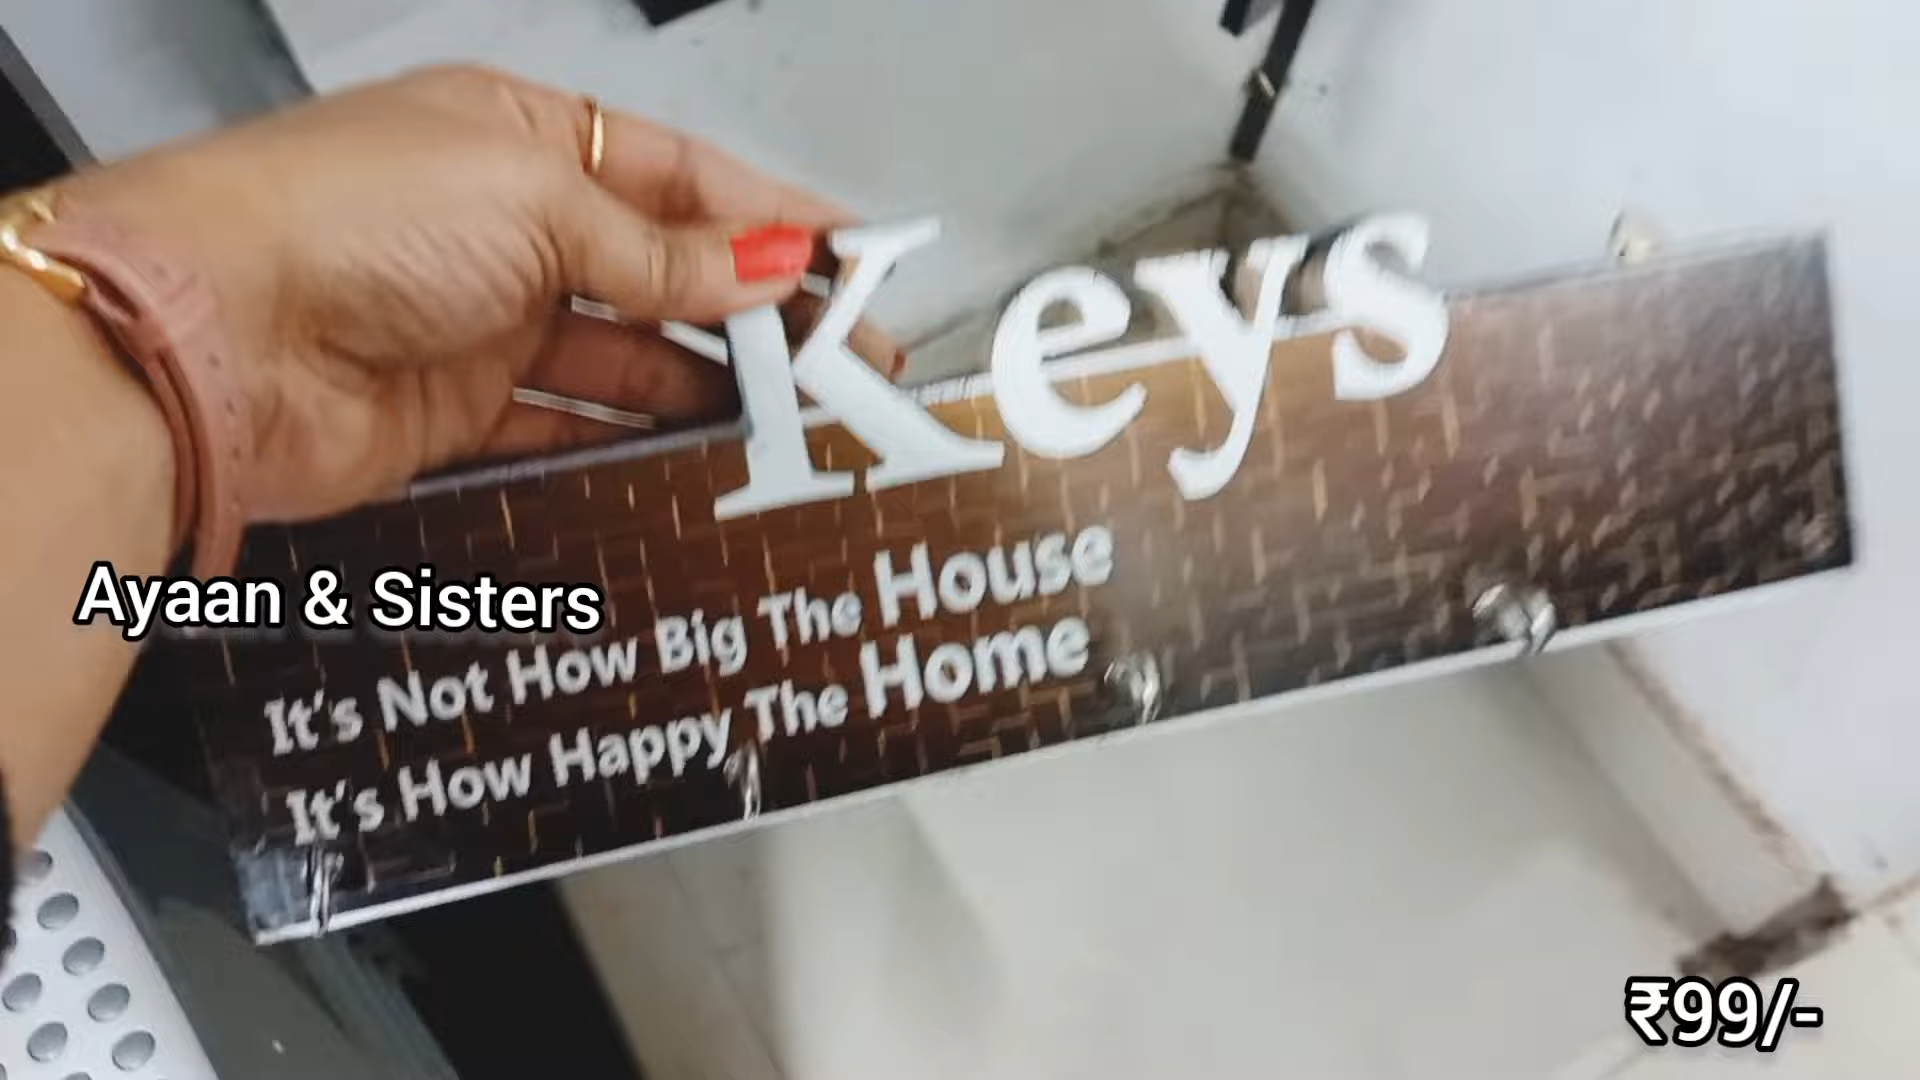 Keys
Ayaan & Sisters
It's Not How Big The House
It's How Happy The Home
₹99/-